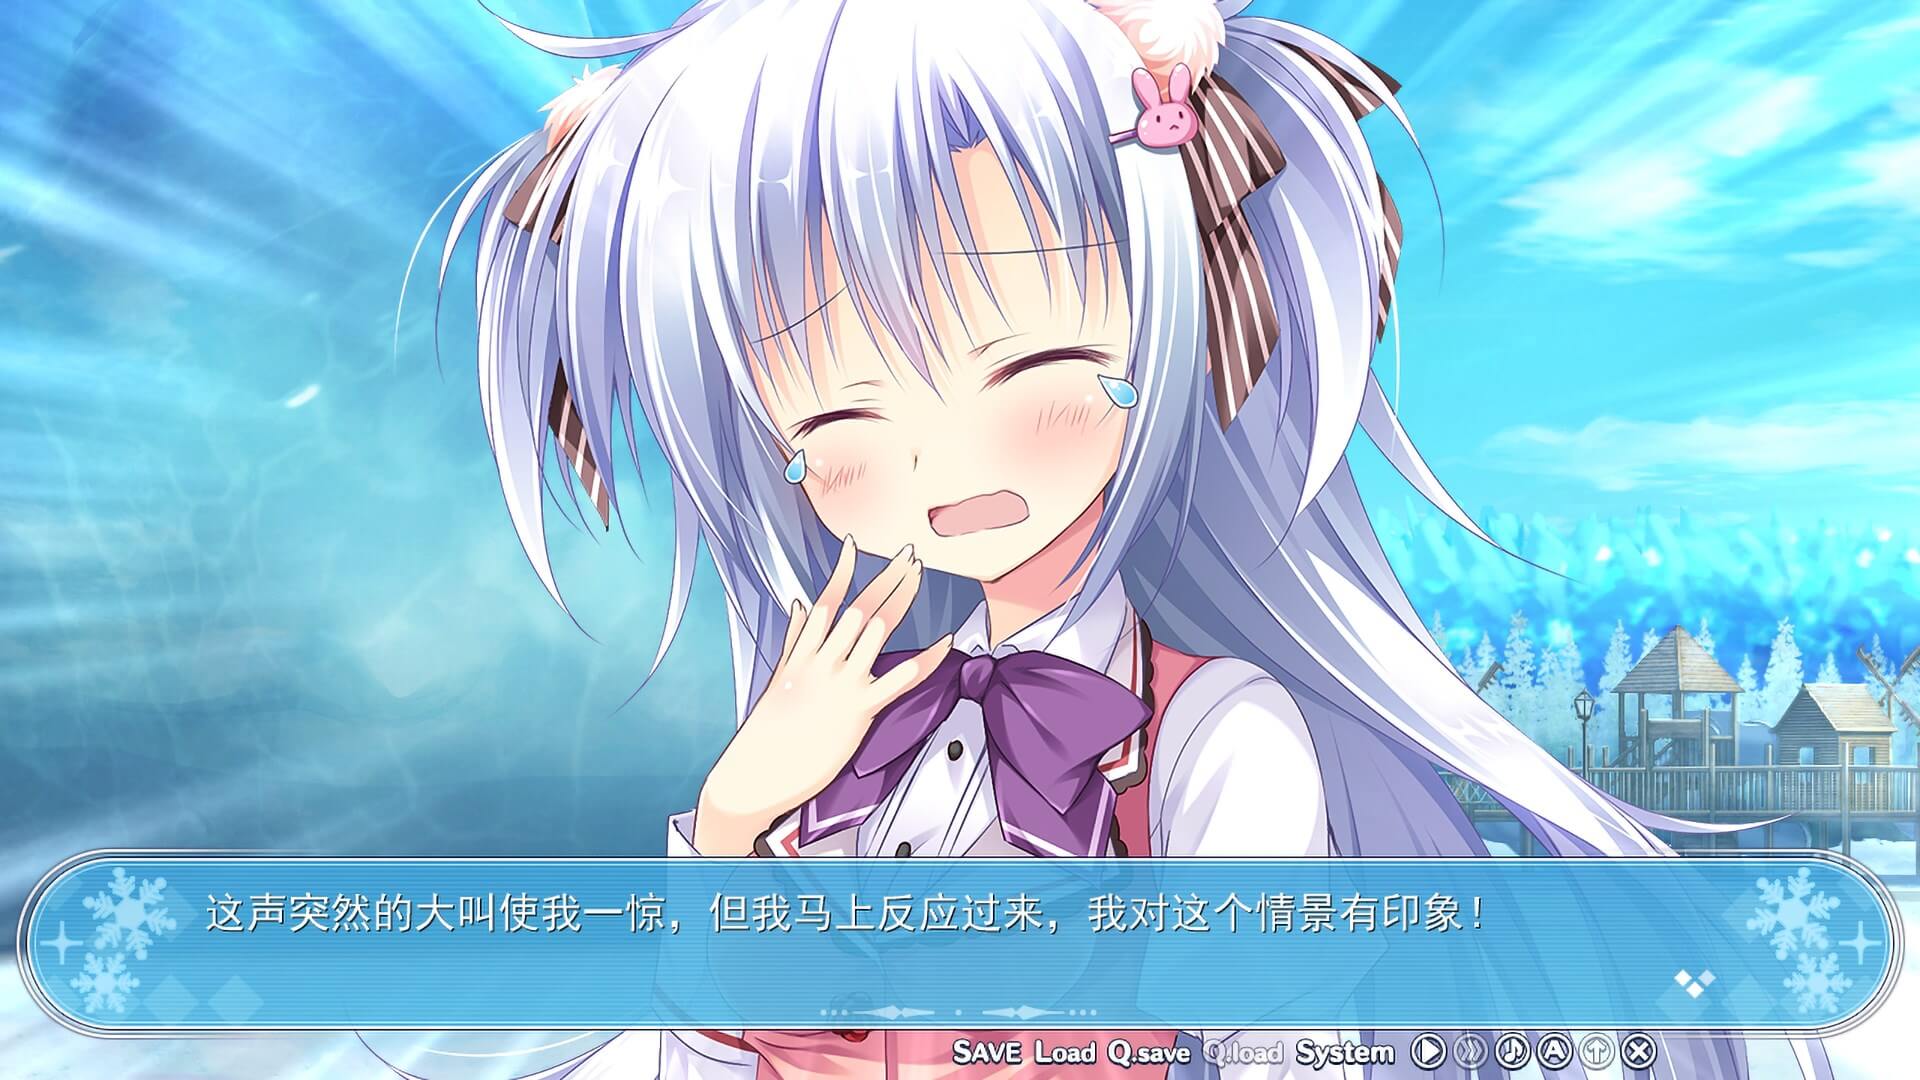 这声突然的大叫使我一惊，但我马上反应过来，我对这个情景有印象！
SAVE Load Q.save Q.load System